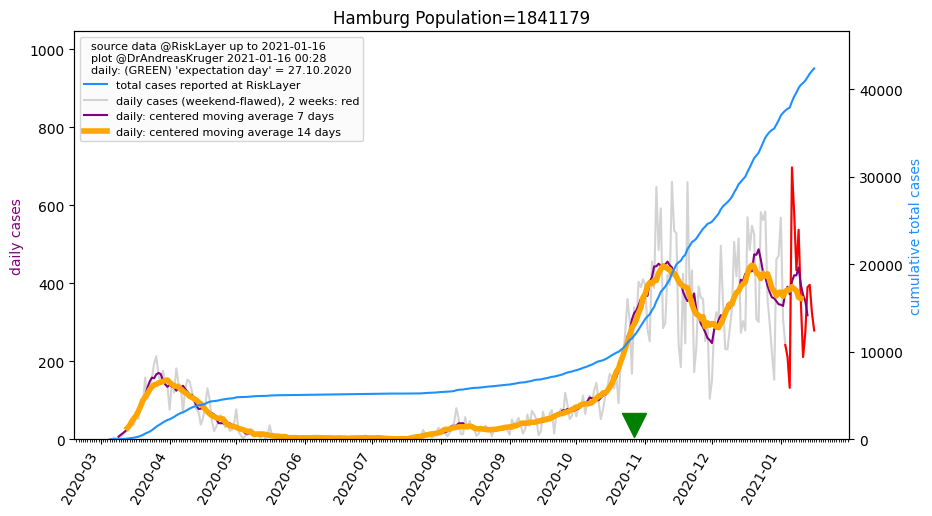 Hamburg Population=1841179
source data @RiskLayer up to 2021-01-16
plot @DrAndreasKruger 2021-01-16 00:28
daily: (GREEN) 'expectation day' = 27.10.2020
total cases reported at RiskLayer
daily cases (weekend-flawed), 2 weeks: red
daily: centered moving average 7 days
daily: centered moving average 14 days
daily cases
1000
800
600
400
200
0
cumulative total cases
40000
30000
20000
10000
0
2020-03
2020-04
2020-05
2020-06
2020-07
2020-08
2020-09
2020-10
2020-11
2020-12
2021-01